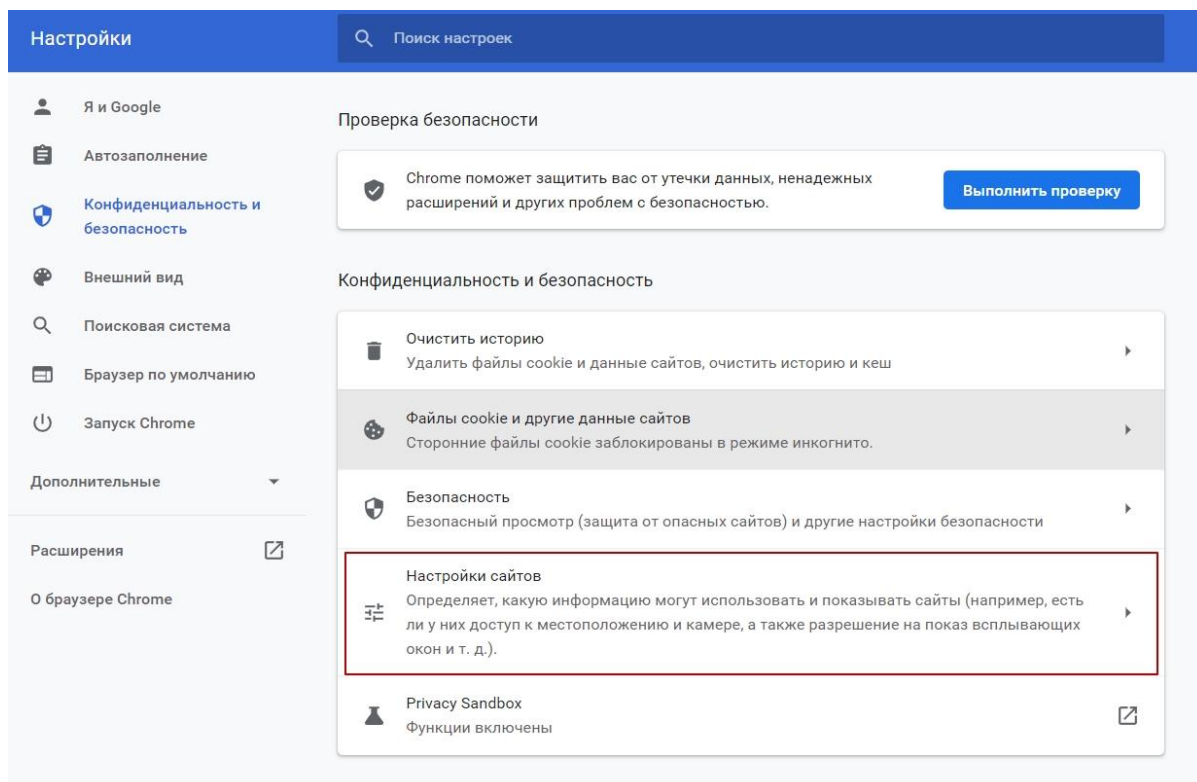 Настройки
Поиск настроек
Я и Google
Автозаполнение
Конфиденциальность и
безопасность
Внешний вид
Поисковая система
Браузер по умолчанию
Запуск Chrome
Дополнительные
Расширения
О браузере Chrome
Проверка безопасности
Chrome поможет защитить вас от утечки данных, ненадежных
расширений и других проблем с безопасностью.
Выполнить проверку
Конфиденциальность и безопасность
Очистить историю
Удалить файлы cookie и данные сайтов, очистить историю и кеш
Файлы cookie и другие данные сайтов
Сторонние файлы cookie заблокированы в режиме инкогнито.
Безопасность
Безопасный просмотр (защита от опасных сайтов) и другие настройки безопасности
Настройки сайтов
Определяет, какую информацию могут использовать и показывать сайты (например, есть
ли у них доступ к местоположению и камере, а также разрешение на показ всплывающих
окон и т. д.).
Privacy Sandbox
Функции включены